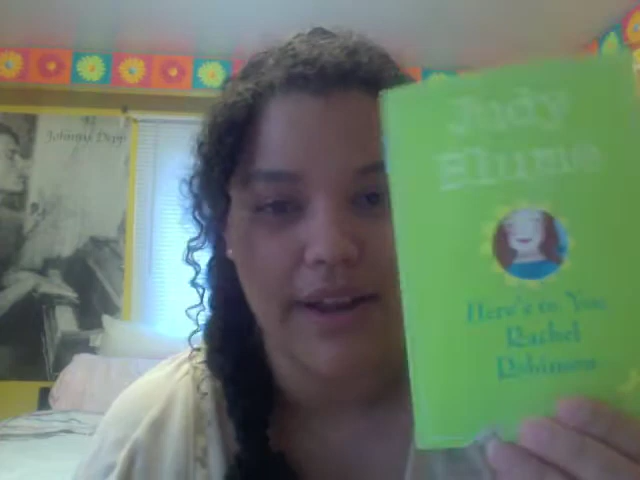 Johnny Depp
Judy
Blume
Here's to You,
Rachel
Robinson